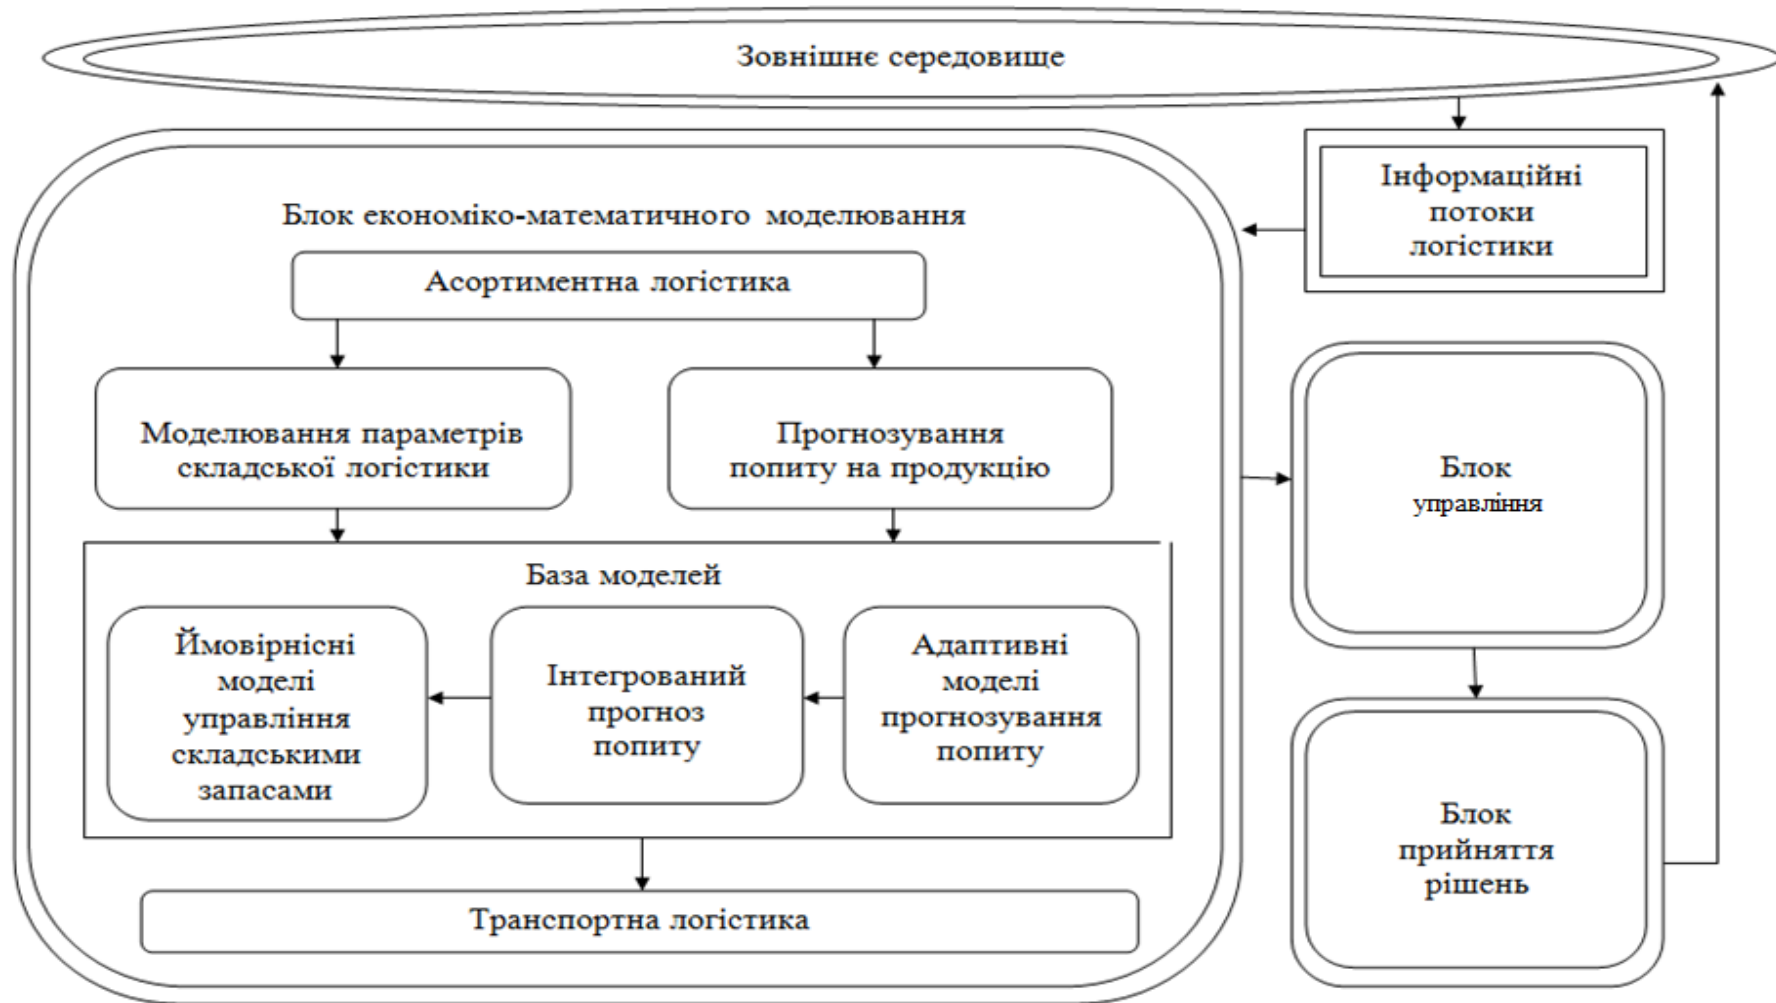 Зовнішнє середовище
Інформаційні
потоки
логістики
Блок економіко-математичного моделювання
Асортиментна логістика
Моделювання параметрів
складської логістики
Прогнозування
попиту на продукцію
Блок
управління
База моделей
Ймовірнісні
моделі
управління
складськими
запасами
Інтегрований
прогноз
попиту
Адаптивні
моделі
прогнозування
попиту
Блок
прийняття
рішень
Транспортна логістика